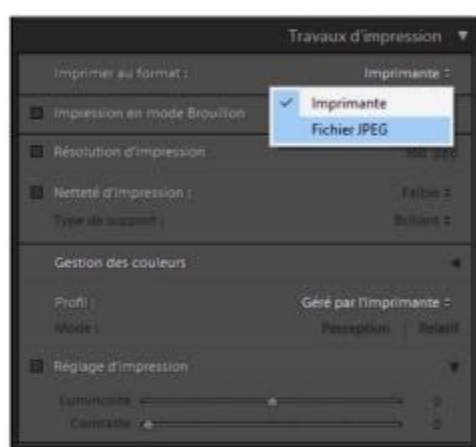 Travaux d'impression
Imprimer au format : Imprimante
Imprimante
Fichier JPEG
Impression en mode Brouillon
Résolution d'impression
Netteté d'impression : Faible
Type de support : Brillant
Gestion des couleurs
Profil : Géré par l'imprimante
Mode : Perception Relatif
Réglage d'impression
Luminosité 0
Contraste 0